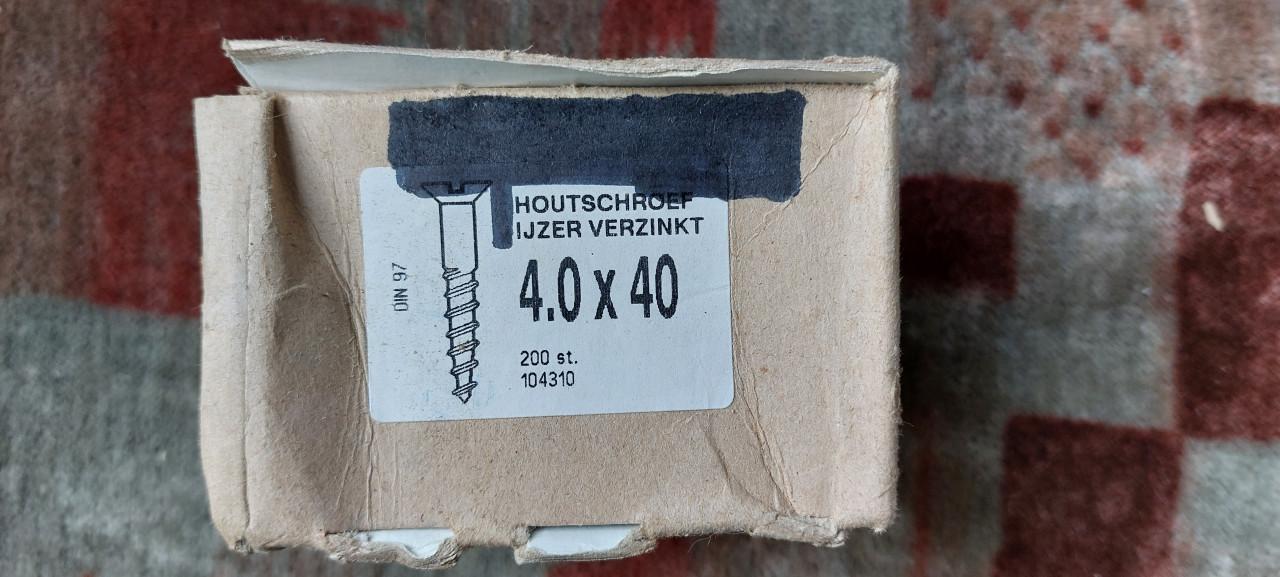 HOUTSCHROEF
IJZER VERZINKT
DIN 97
4.0 x 40
200 st.
104310